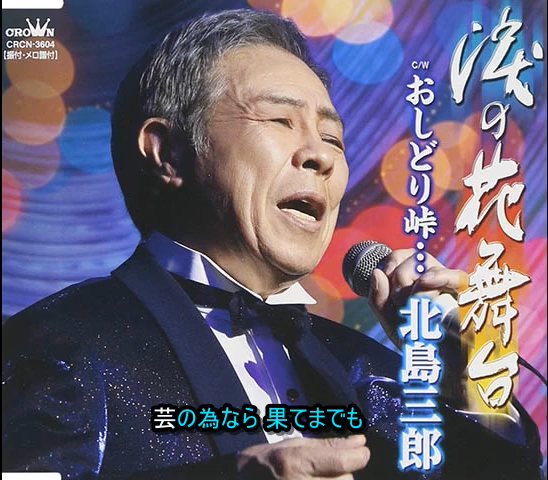 CROWN
CRCN-3604
【振付・メロ譜付】
涙の花舞台
C/W
おしどり峠…
北島三郎
芸の為なら 果てまでも